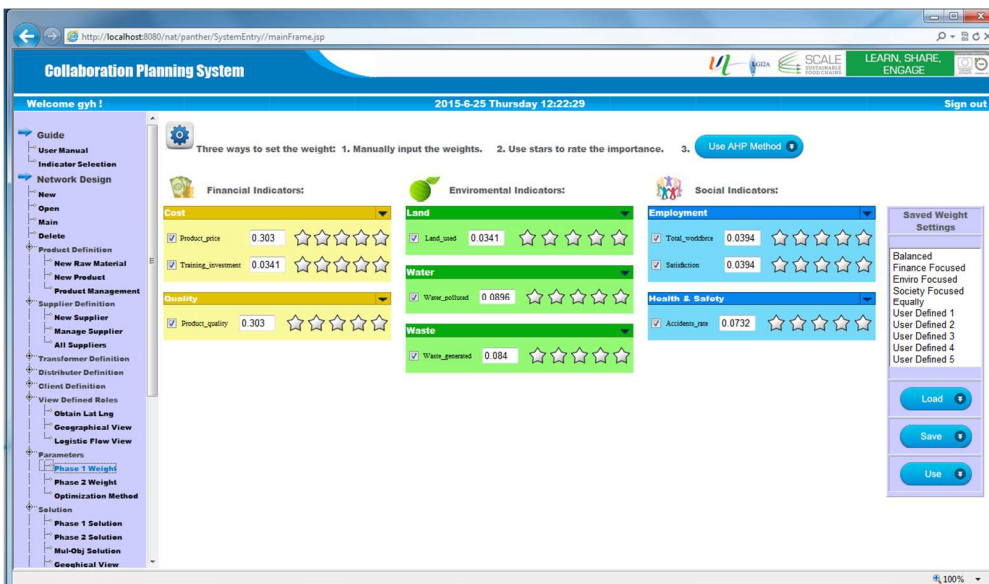 http://localhost:8080/nat/panther/SystemEntry//mainFrame.jsp
Collaboration Planning System
LGI2A
SCALE
SUSTAINABLE
FOOD CHAINS
LEARN, SHARE,
ENGAGE
Welcome gyh !
2015-6-25 Thursday 12:22:29
Sign out
Guide
User Manual
Indicator Selection
Network Design
New
Open
Main
Delete
Product Definition
New Raw Material
New Product
Product Management
Supplier Definition
New Supplier
Manage Supplier
All Suppliers
Transformer Definition
Distributer Definition
Client Definition
View Defined Roles
Obtain Lat Lng
Geographical View
Logistic Flow View
Parameters
Phase 1 Weight
Phase 2 Weight
Optimization Method
Solution
Phase 1 Solution
Phase 2 Solution
Mul-Obj Solution
Geoghical View
Three ways to set the weight: 1. Manually input the weights. 2. Use stars to rate the importance. 3. Use AHP Method
Financial Indicators:
Cost
Product_price 0.303
Training_investment 0.0341
Quality
Product_quality 0.303
Enviromental Indicators:
Land
Land_used 0.0341
Water
Water_polluted 0.0896
Waste
Waste_generated 0.084
Social Indicators:
Employment
Total_workforce 0.0394
Satisfiction 0.0394
Health & Safety
Accidents_rate 0.0732
Saved Weight
Settings
Balanced
Finance Focused
Enviro Focused
Society Focused
Equally
User Defined 1
User Defined 2
User Defined 3
User Defined 4
User Defined 5
Load
Save
Use
100%